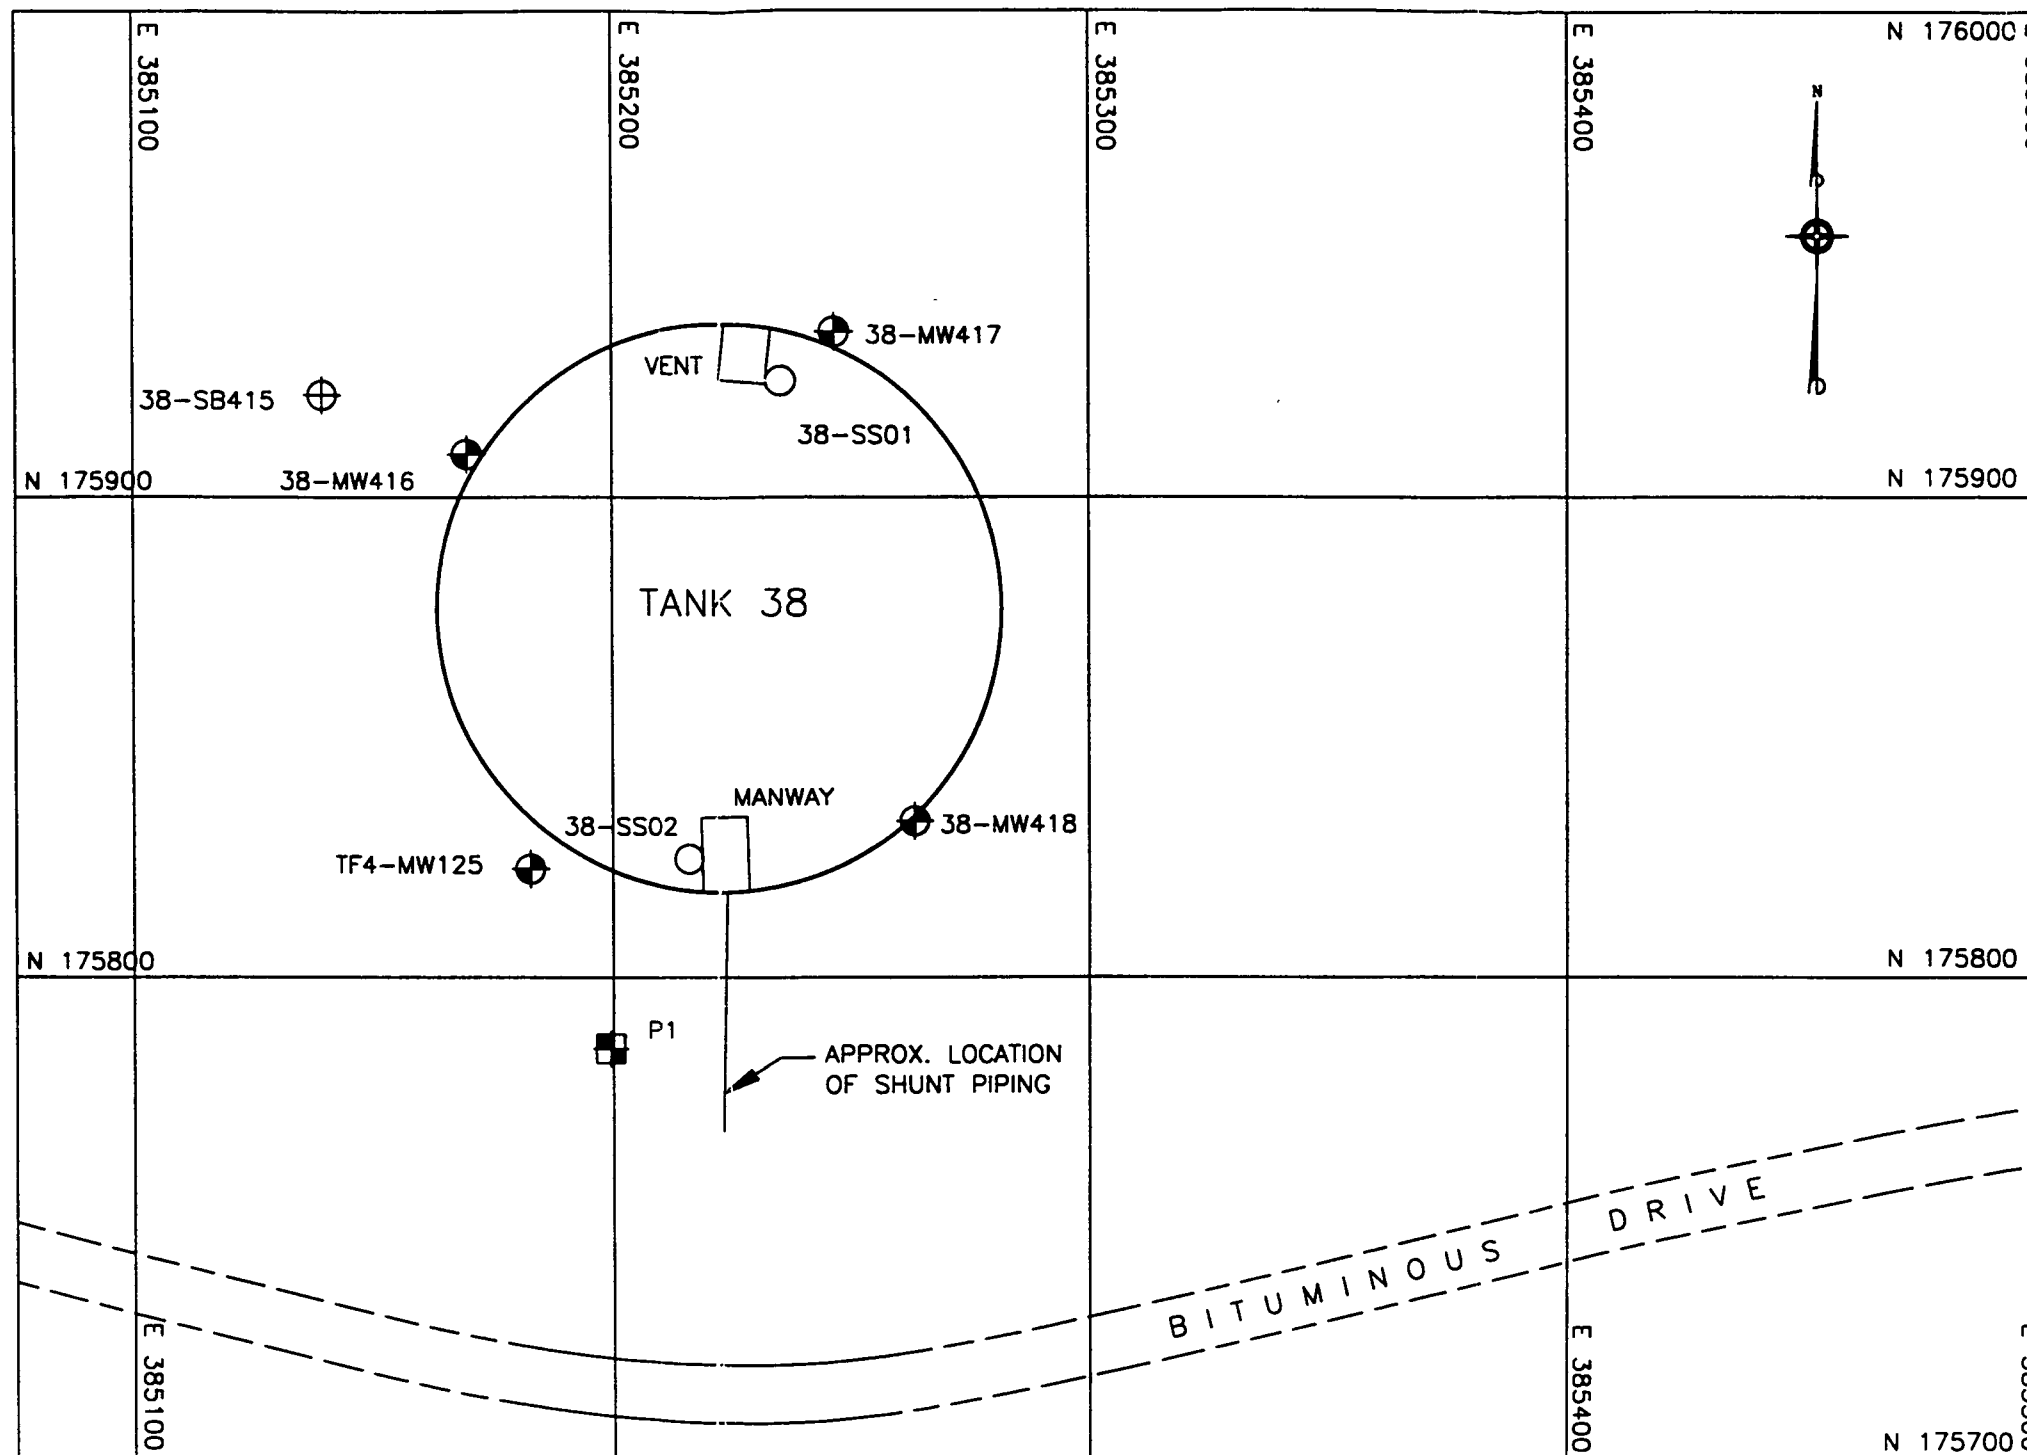 E 385100
E 385200
E 385300
E 385400
N 176000
N
38-MW417
VENT
38-SB415
38-SS01
38-MW416
N 175900
N 175900
TANK 38
MANWAY
38-SS02
38-MW418
TF4-MW125
N 175800
N 175800
P1
APPROX. LOCATION
OF SHUNT PIPING
BITUMINOUS DRIVE
E 385100
E 385400
N 175700